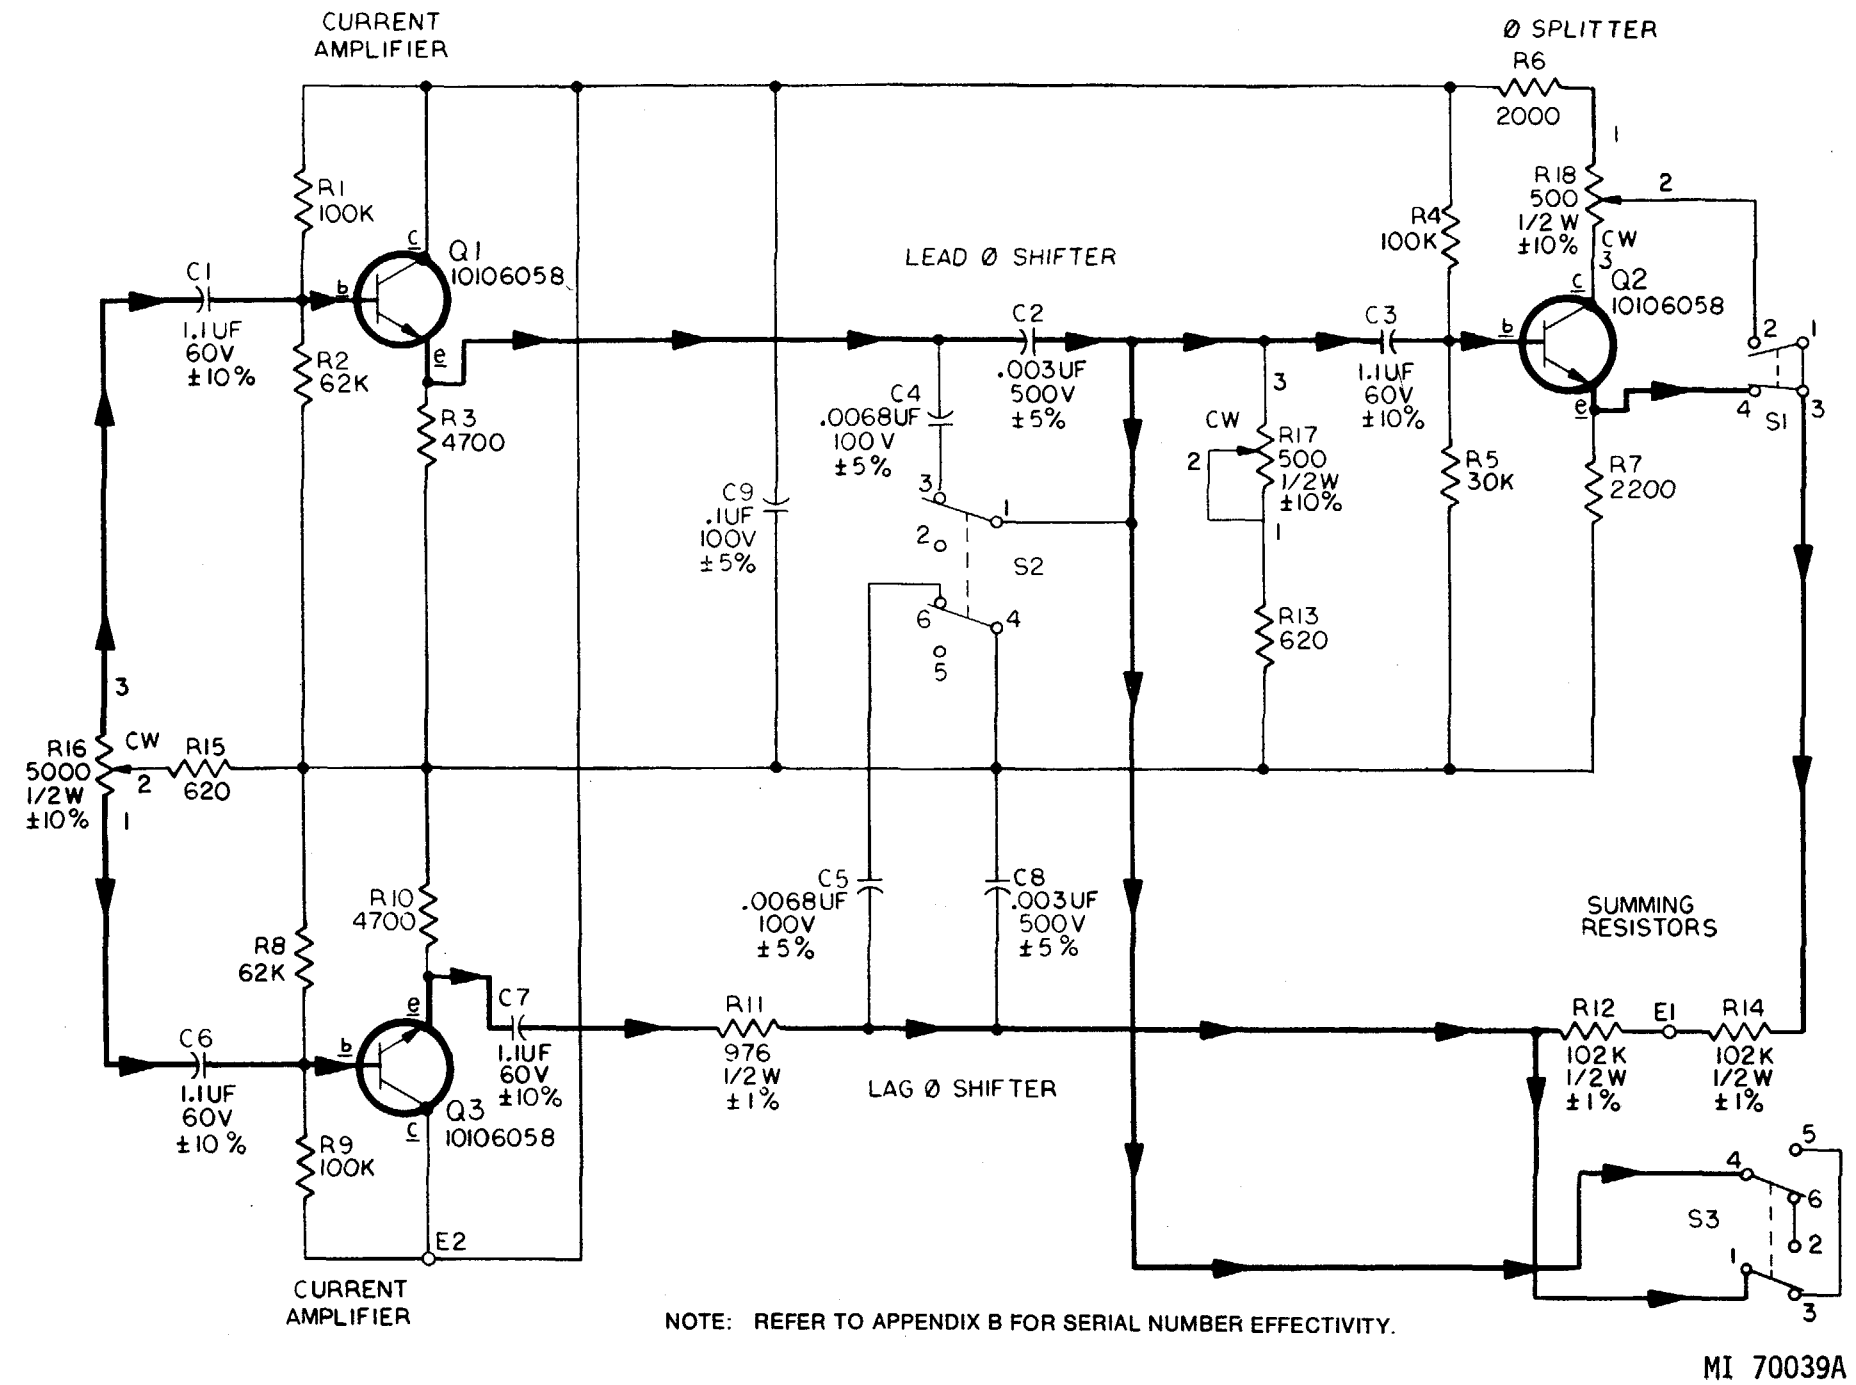 CURRENT
AMPLIFIER
Ø SPLITTER
R6
2000
1
R1
100K
R18
500
1/2 W
±10%
2
CW
3
R4
100K
c
Q1
10106058
b
e
LEAD Ø SHIFTER
C1
1.1UF
60V
±10%
R2
62K
R3
4700
C2
.003UF
500V
±5%
C3
1.1UF
60V
±10%
c
Q2
10106058
b
e
2
1
4
3
S1
C4
.0068UF
100V
±5%
3
CW
2
R17
500
1/2W
±10%
1
R5
30K
R7
2200
C9
.1UF
100V
±5%
3
1
2
S2
6
4
5
R13
620
3
R16
5000
1/2W
±10%
CW
2
1
R15
620
R10
4700
R8
62K
C5
.0068UF
100V
±5%
C8
.003UF
500V
±5%
SUMMING
RESISTORS
C6
1.1UF
60V
±10%
e
b
c
Q3
10106058
C7
1.1UF
60V
±10%
R11
976
1/2W
±1%
LAG Ø SHIFTER
R12
102K
1/2W
±1%
E1
R14
102K
1/2W
±1%
R9
100K
E2
5
4
6
S3
2
1
3
CURRENT
AMPLIFIER
NOTE: REFER TO APPENDIX B FOR SERIAL NUMBER EFFECTIVITY.
MI 70039A